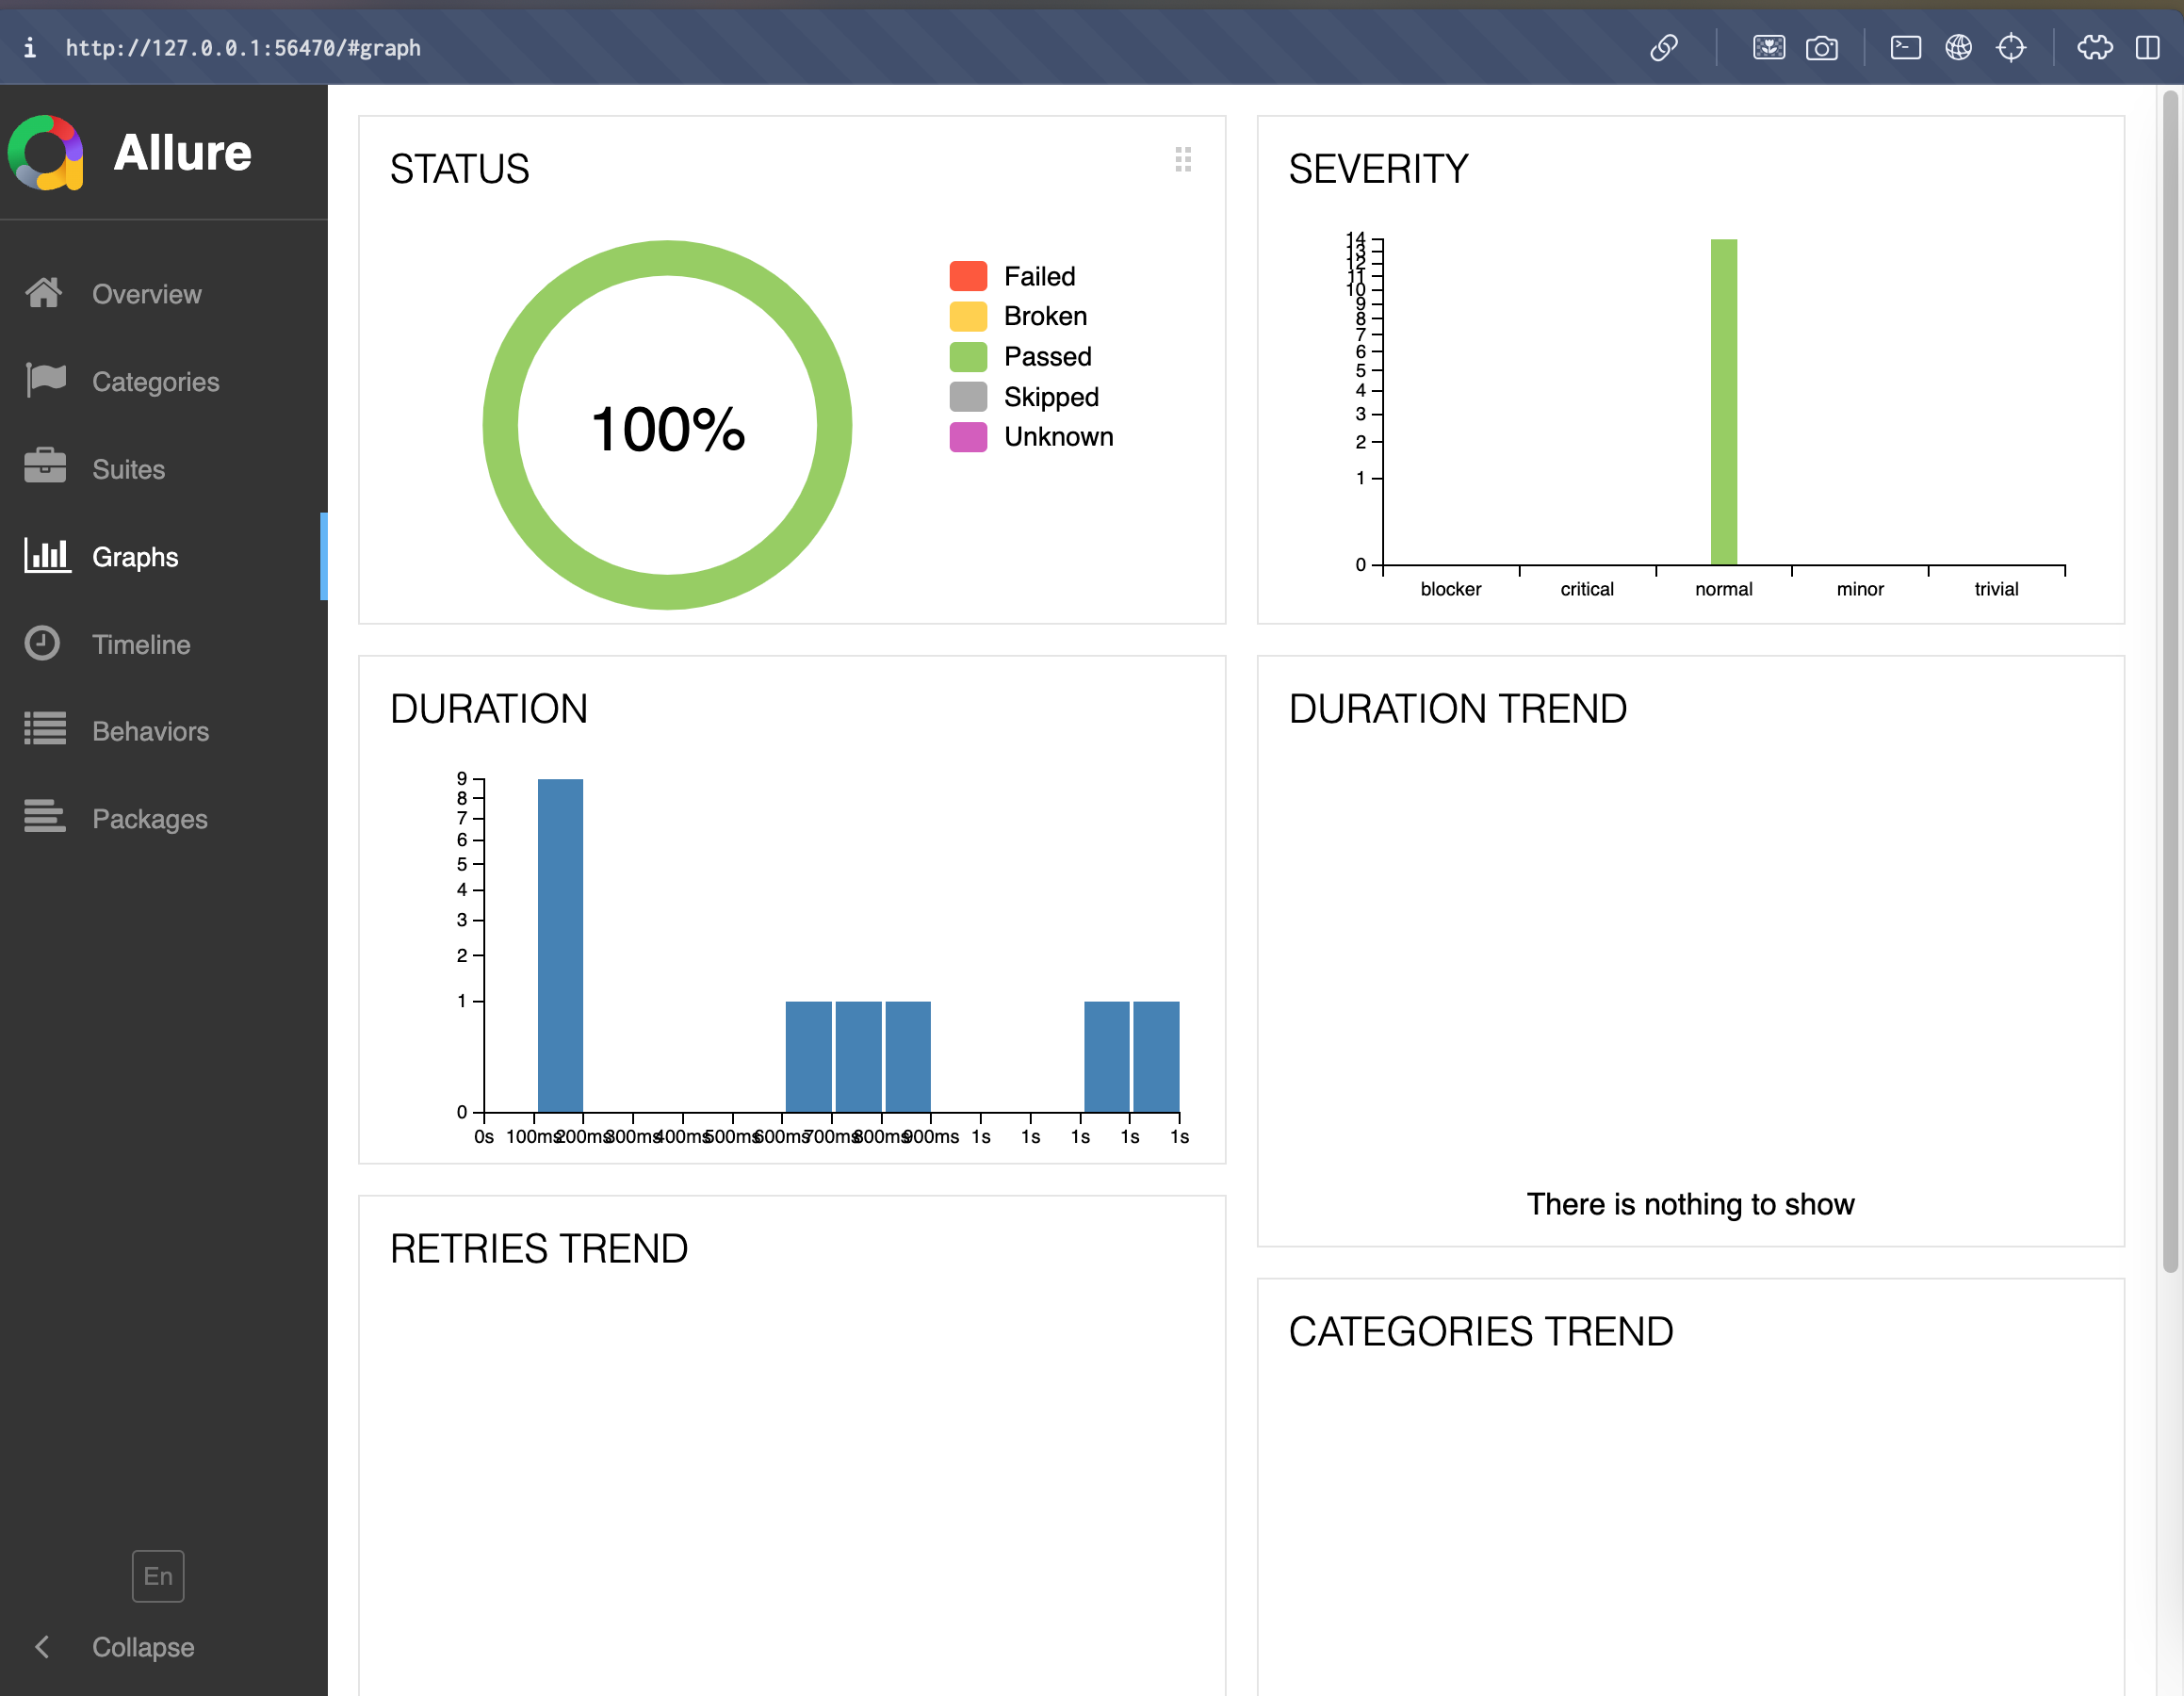 i http://127.0.0.1:56470/#graph
Allure
Overview
Categories
Suites
Graphs
Timeline
Behaviors
Packages
En
Collapse
STATUS
100%
Failed
Broken
Passed
Skipped
Unknown
SEVERITY
14
13
12
11
10
9
8
7
6
5
4
3
2
1
0
blocker critical normal minor trivial
DURATION
9
8
7
6
5
4
3
2
1
0
0s 100ms 200ms 300ms 400ms 500ms 600ms 700ms 800ms 900ms 1s 1s 1s 1s 1s
DURATION TREND
There is nothing to show
RETRIES TREND
CATEGORIES TREND